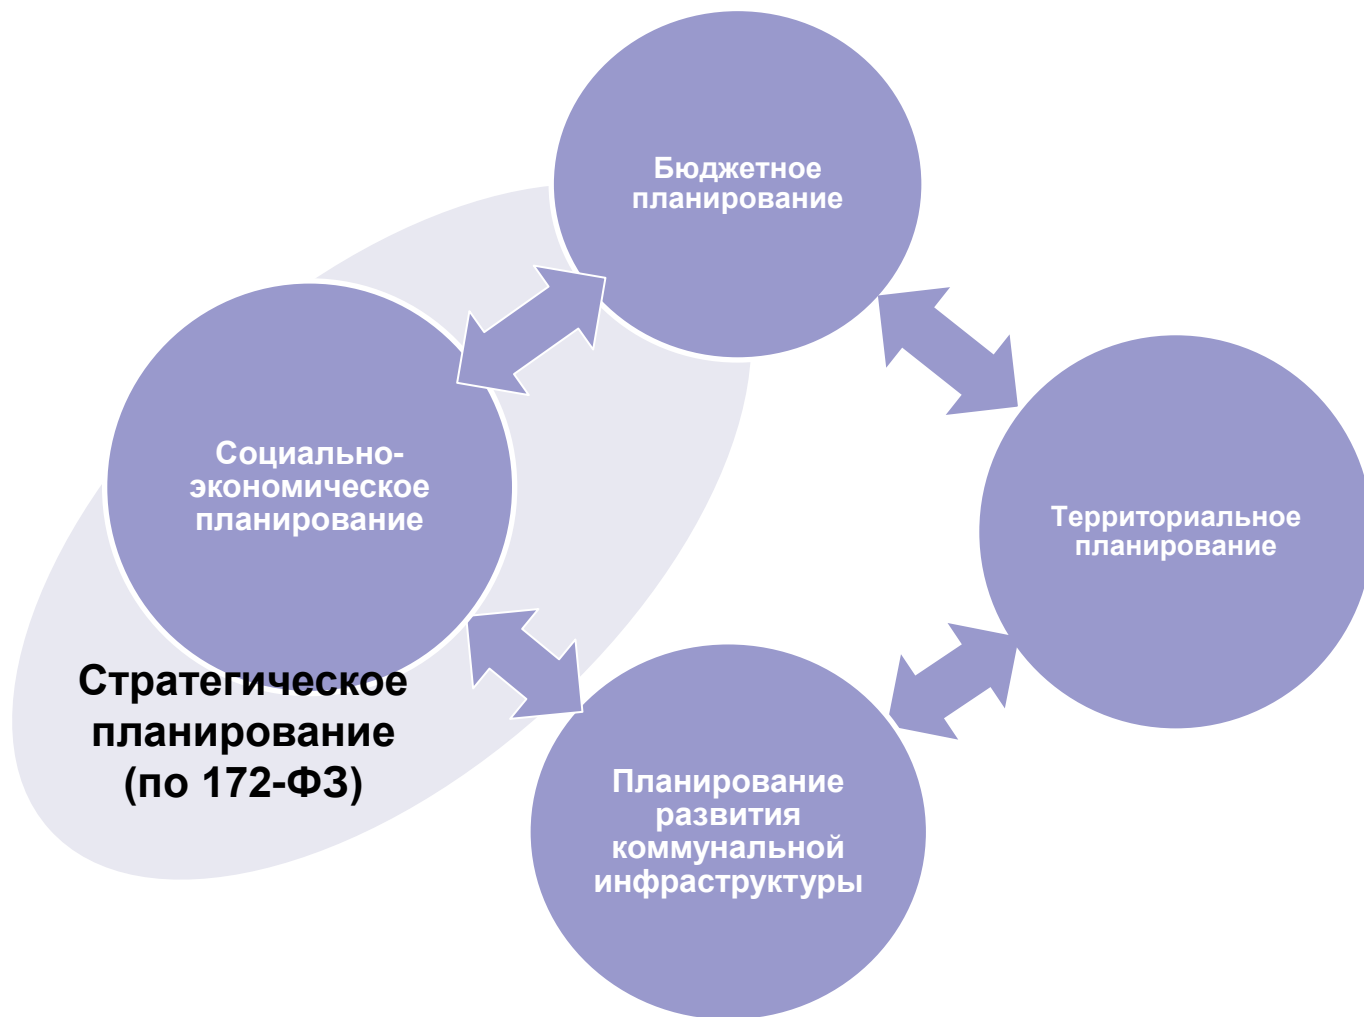 Бюджетное
планирование
Социально-
экономическое
планирование
Территориальное
планирование
Стратегическое
планирование
(по 172-ФЗ)
Планирование
развития
коммунальной
инфраструктуры